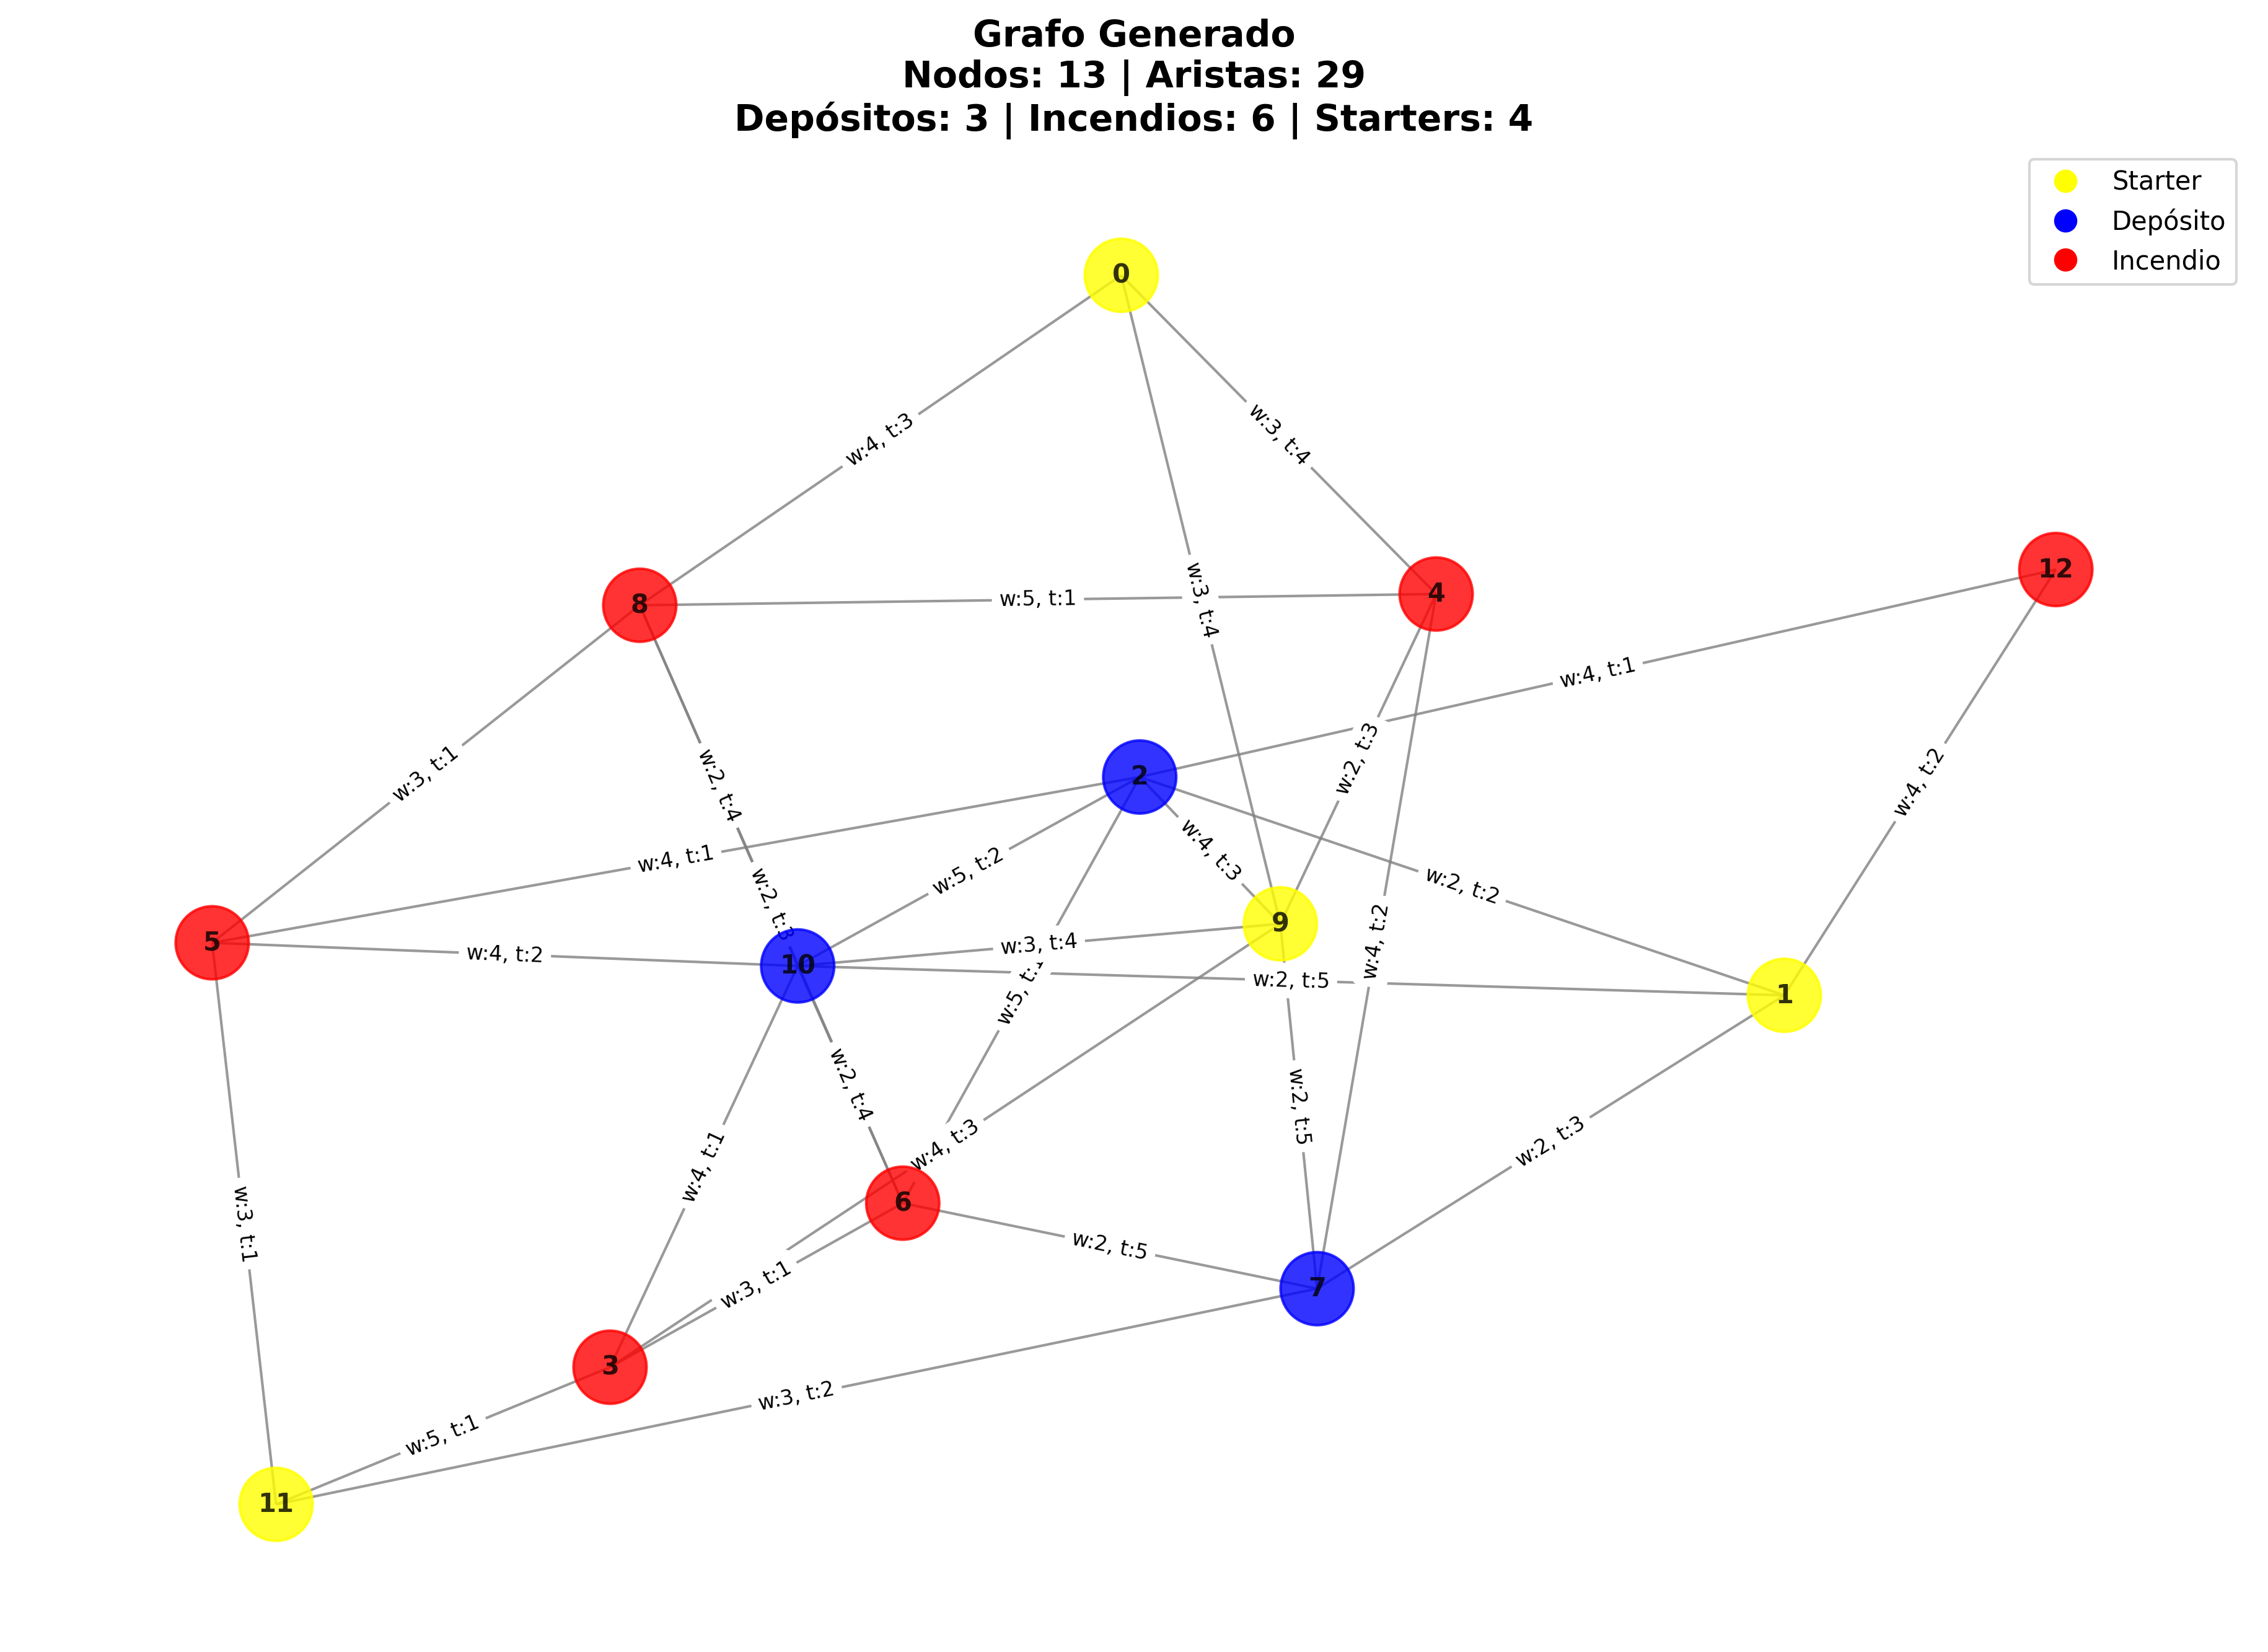 Grafo Generado
Nodos: 13 | Aristas: 29
Depósitos: 3 | Incendios: 6 | Starters: 4
Starter
Depósito
Incendio
0
w:4, t:3
w:3, t:4
w:3, t:4
12
4
8
w:5, t:1
w:4, t:1
2
w:2, t:3
w:3, t:1
w:2, t:4
w:4, t:2
w:4, t:1
w:4, t:3
w:5, t:2
w:2, t:2
w:2, t:3
9
5
w:4, t:2
w:3, t:4
w:4, t:2
10
w:2, t:5
1
w:5, t:1
w:2, t:4
w:2, t:5
w:4, t:1
w:4, t:3
w:2, t:3
6
w:3, t:1
w:2, t:5
w:3, t:1
7
3
w:3, t:2
w:5, t:1
11